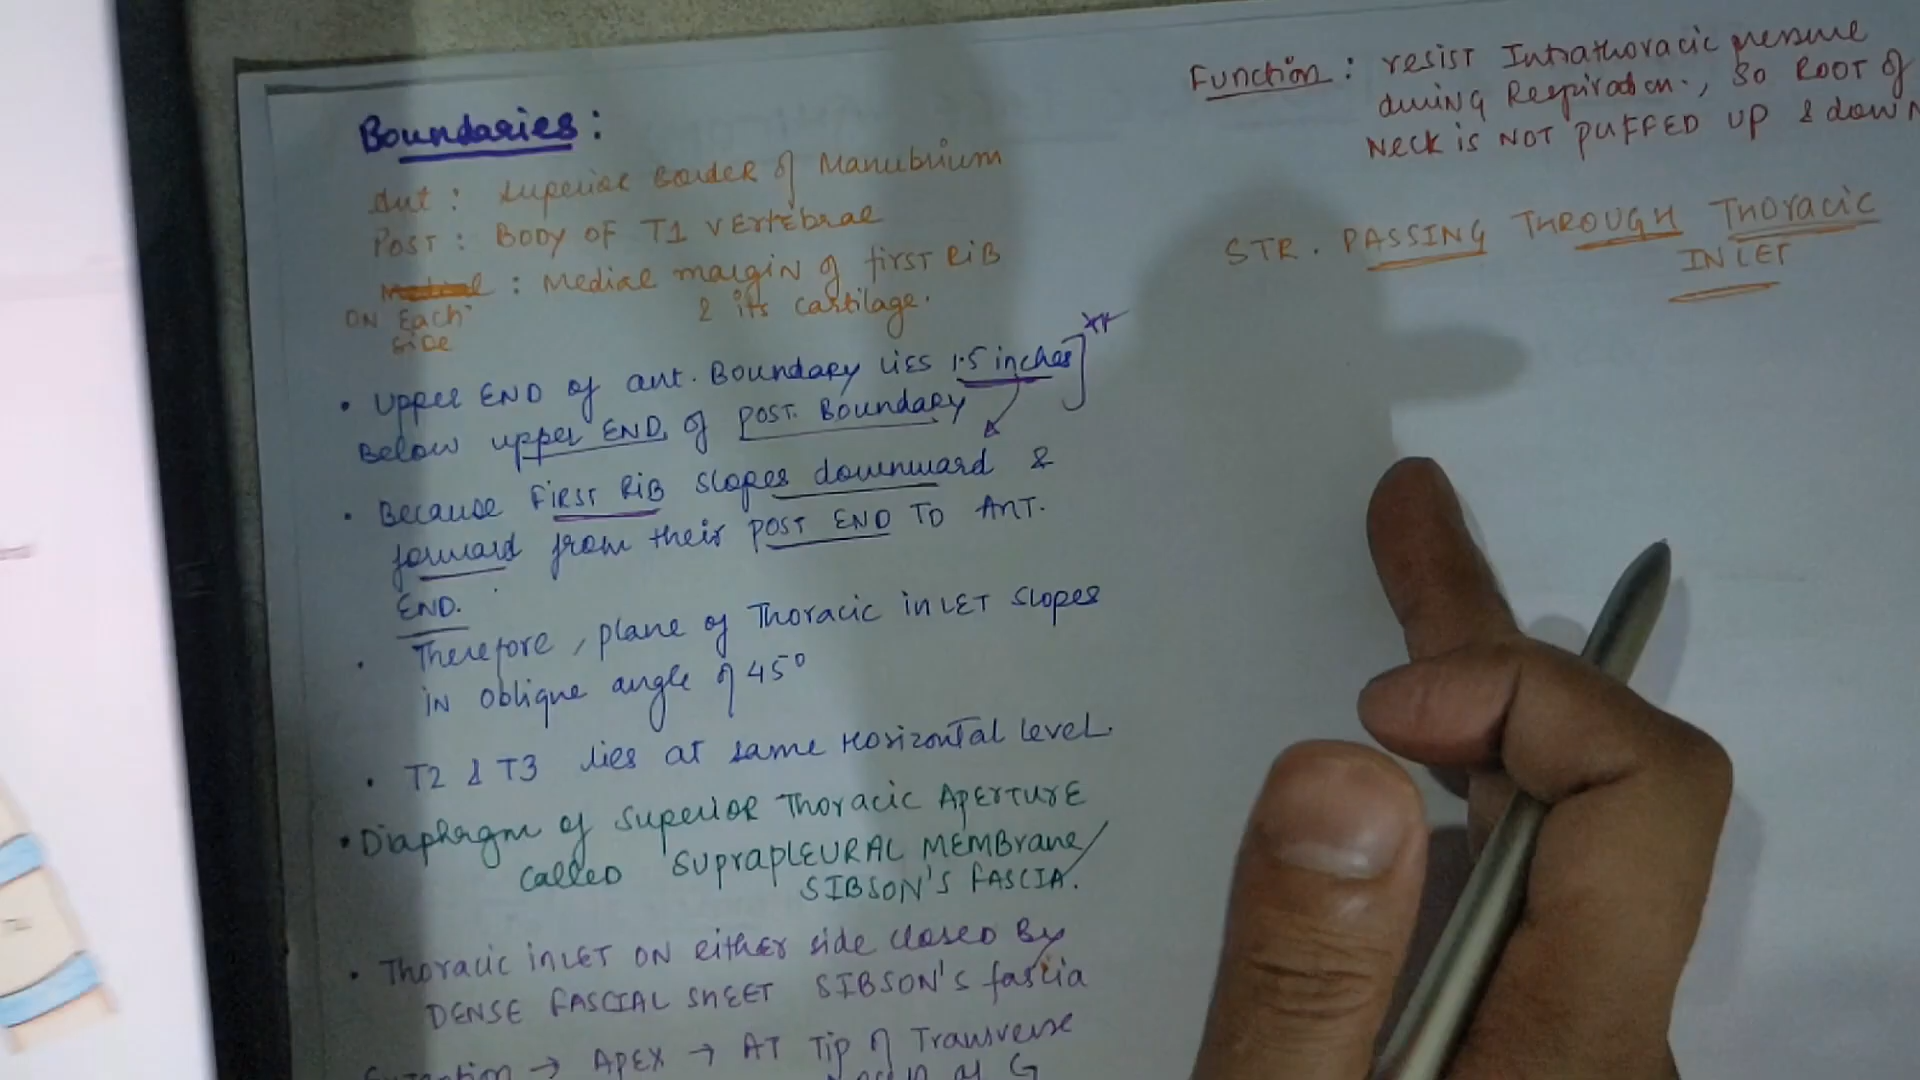 Boundaries:
Ant : Superior Border of Manubrium
Post : Body of T1 vertebrae
: Medial margin of first Rib
& its cartilage.
ON Each
side
• Upper END of ant. Boundary lies 1.5 inches
Below upper END of POST. Boundary
• Because FIRST RIB slopes downward &
forward from their POST END TO ANT.
END.
• Therefore, plane of Thoracic inLET slopes
IN oblique angle of 45°
• T2 & T3 lies at same Horizontal level.
• Diaphragm of Superior Thoracic Aperture
called SUPRAPLEURAL MEMBRane/
SIBSON'S FASCIA.
• Thoracic inLET ON either side closed By
DENSE FASCIAL SHEET SIBSON's fascia
→ APEX → AT Tip of Transverse
Function : resist Intrathoracic pressure
during Respiration., So ROOT of
Neck is NOT PUFFED UP & down
STR. PASSING THROUGH Thoracic
INLET